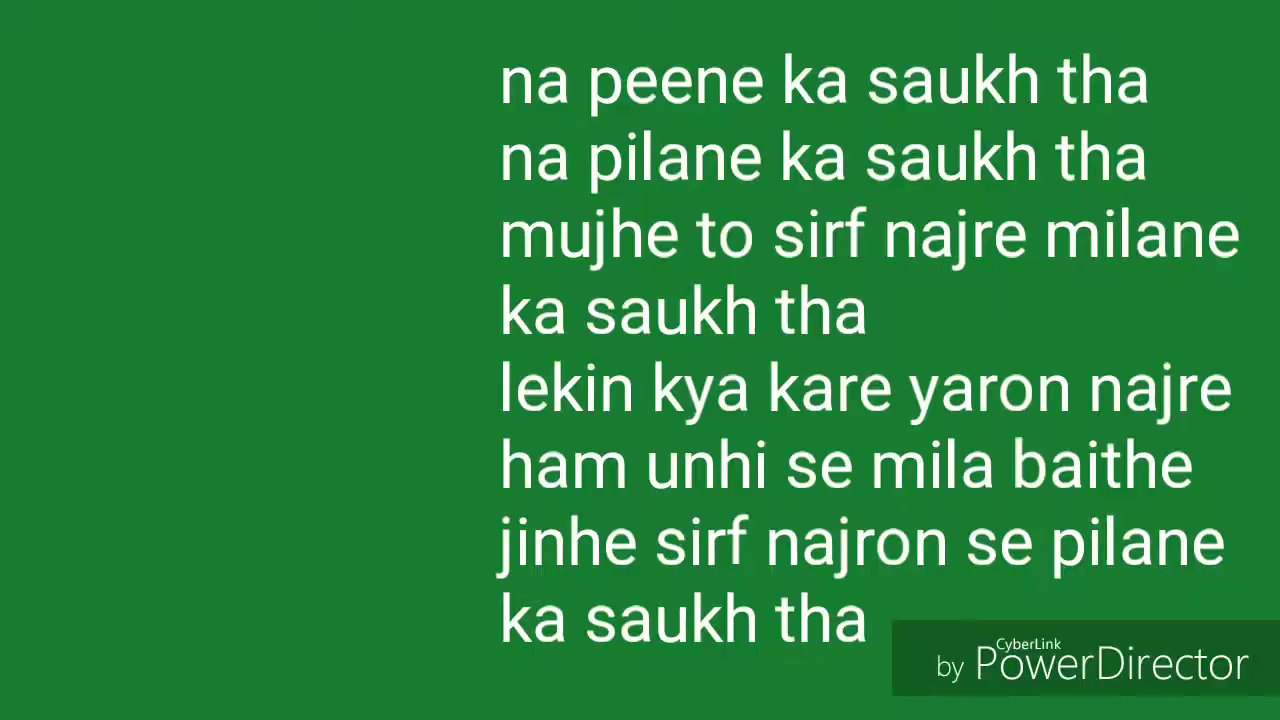 na peene ka saukh tha
na pilane ka saukh tha
mujhe to sirf najre milane
ka saukh tha
lekin kya kare yaron najre
ham unhi se mila baithe
jinhe sirf najron se pilane
ka saukh tha
CyberLink
by PowerDirector